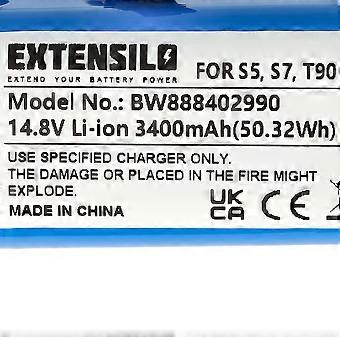 EXTENSILO
EXTEND YOUR BATTERY POWER
FOR S5, S7, T90
Model No.: BW888402990
14.8V Li-ion 3400mAh(50.32Wh)
USE SPECIFIED CHARGER ONLY.
THE DAMAGE OR PLACED IN THE FIRE MIGHT
EXPLODE.
MADE IN CHINA
UK
CA
CE